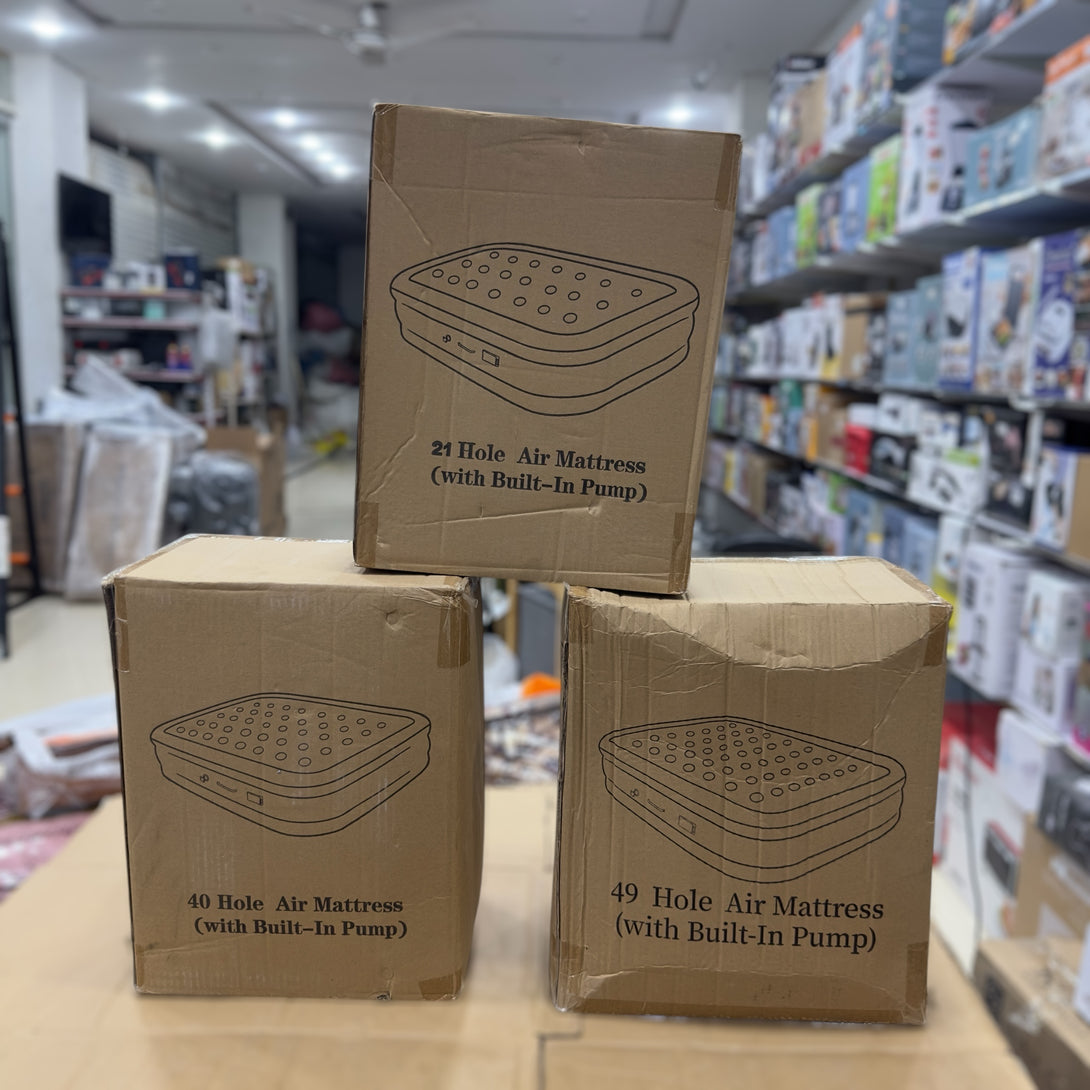 21 Hole Air Mattress
(with Built-In Pump)
40 Hole Air Mattress
(with Built-In Pump)
49 Hole Air Mattress
(with Built-In Pump)